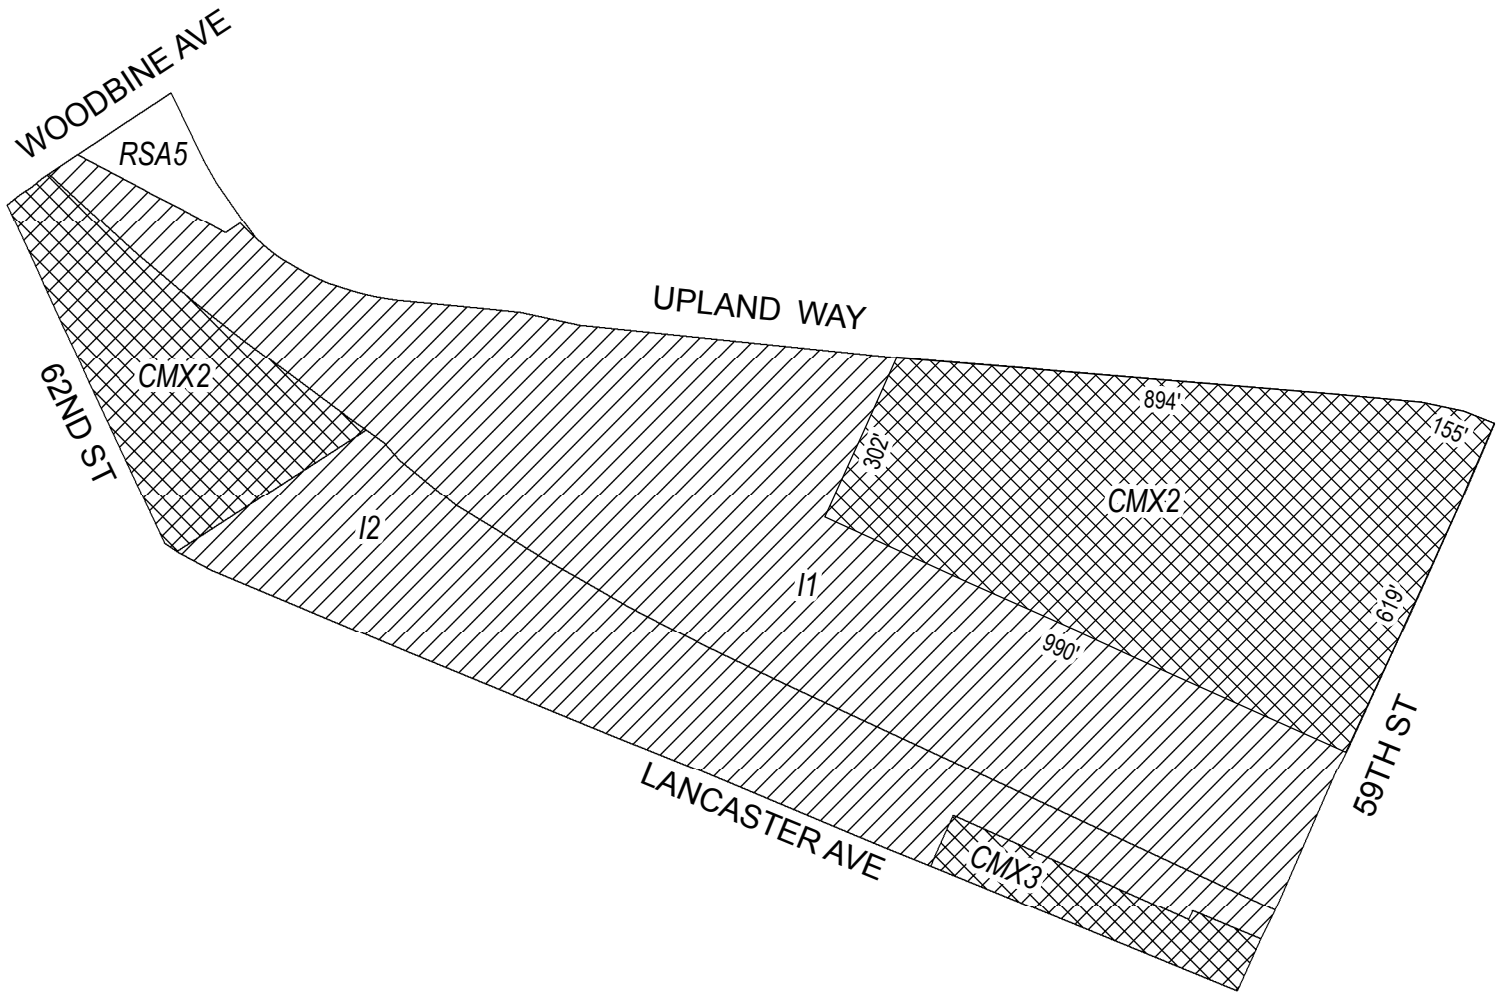 WOODBINE AVE
RSA5
UPLAND WAY
CMX2
62ND ST
894'
155'
302'
CMX2
I2
I1
619'
990'
59TH ST
LANCASTER AVE
CMX3